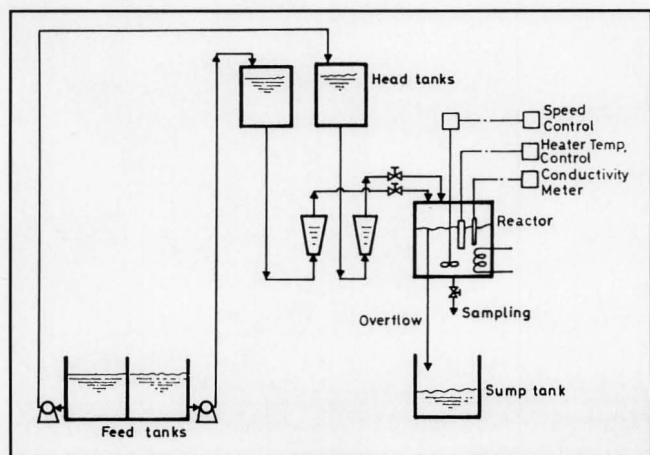 Head tanks
Speed
Control
Heater Temp.
Control
Conductivity
Meter
Reactor
Overflow
Sampling
Sump tank
Feed tanks